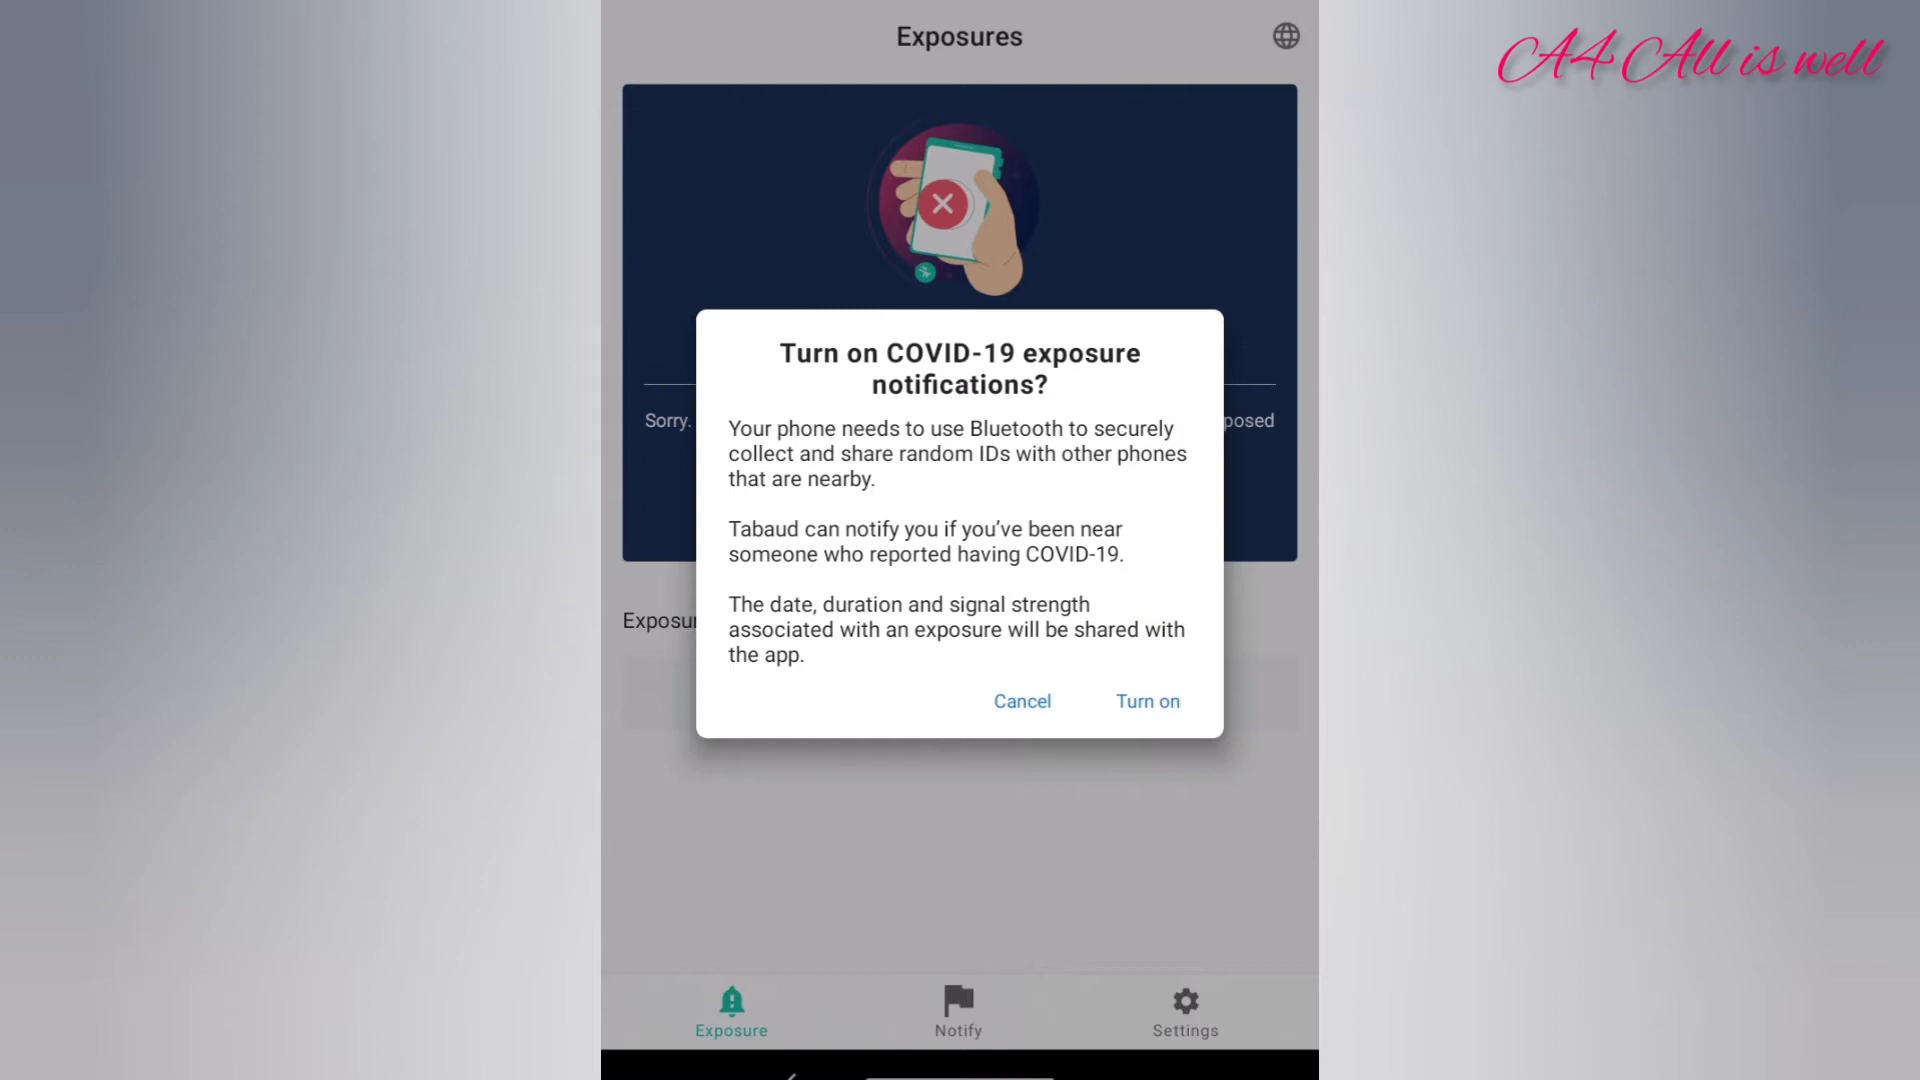 Exposures
A4 All is well
Turn on COVID-19 exposure
notifications?
Sorry.
posed
Your phone needs to use Bluetooth to securely
collect and share random IDs with other phones
that are nearby.
Tabaud can notify you if you’ve been near
someone who reported having COVID-19.
The date, duration and signal strength
associated with an exposure will be shared with
the app.
Exposu
Cancel
Turn on
Exposure
Notify
Settings